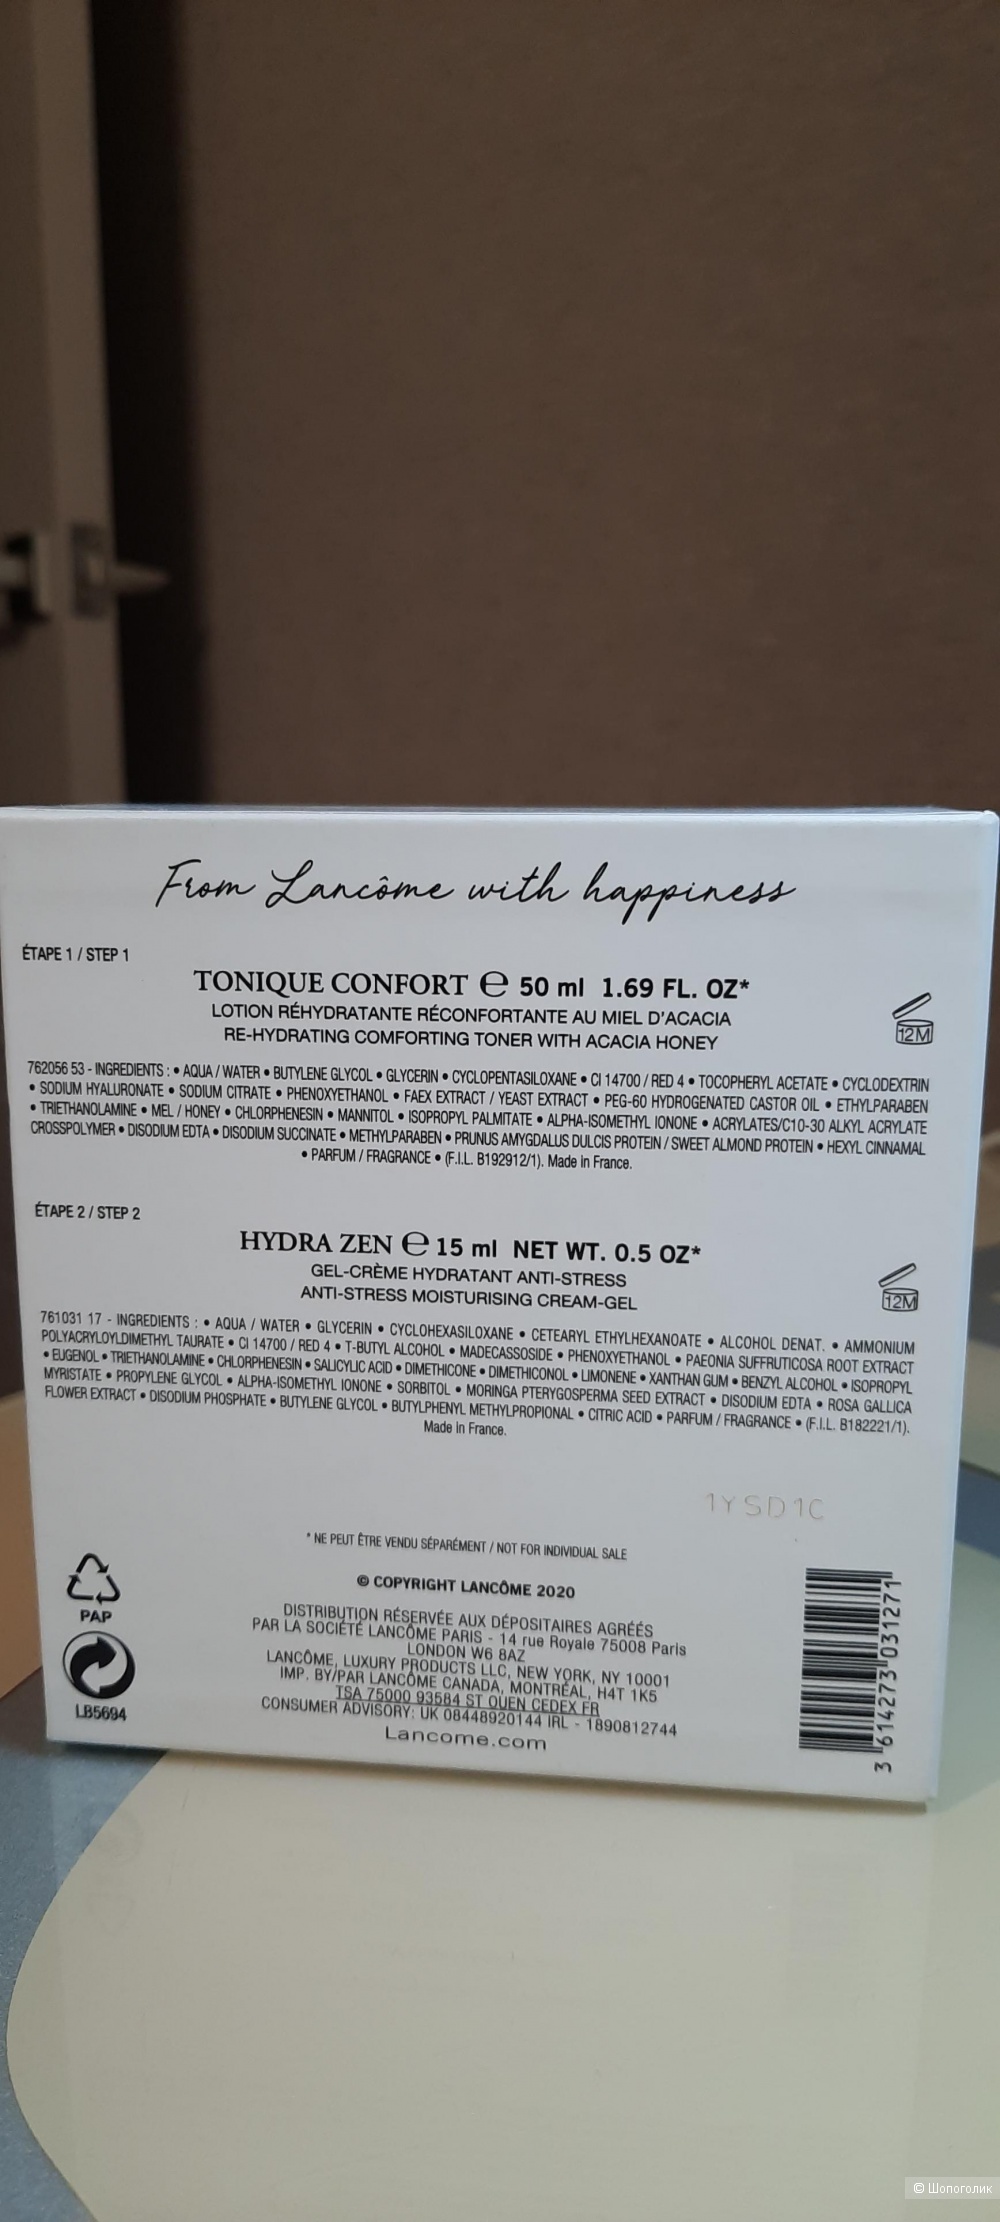 From Lancôme with happiness
ÉTAPE 1 / STEP 1
TONIQUE CONFORT ℮ 50 ml 1.69 FL. OZ*
LOTION RÉHYDRATANTE RÉCONFORTANTE AU MIEL D'ACACIA
RE-HYDRATING COMFORTING TONER WITH ACACIA HONEY
12M
762056 53 - INGREDIENTS : • AQUA / WATER • BUTYLENE GLYCOL • GLYCERIN • CYCLOPENTASILOXANE • CI 14700 / RED 4 • TOCOPHERYL ACETATE • CYCLODEXTRIN
• SODIUM HYALURONATE • SODIUM CITRATE • PHENOXYETHANOL • FAEX EXTRACT / YEAST EXTRACT • PEG-60 HYDROGENATED CASTOR OIL • ETHYLPARABEN
• TRIETHANOLAMINE • MEL / HONEY • CHLORPHENESIN • MANNITOL • ISOPROPYL PALMITATE • ALPHA-ISOMETHYL IONONE • ACRYLATES/C10-30 ALKYL ACRYLATE
CROSSPOLYMER • DISODIUM EDTA • DISODIUM SUCCINATE • METHYLPARABEN • PRUNUS AMYGDALUS DULCIS PROTEIN / SWEET ALMOND PROTEIN • HEXYL CINNAMAL
• PARFUM / FRAGRANCE • (F.I.L. B192912/1). Made in France.
ÉTAPE 2 / STEP 2
HYDRA ZEN ℮ 15 ml NET WT. 0.5 OZ*
GEL-CRÈME HYDRATANT ANTI-STRESS
ANTI-STRESS MOISTURISING CREAM-GEL
12M
761031 17 - INGREDIENTS : • AQUA / WATER • GLYCERIN • CYCLOHEXASILOXANE • CETEARYL ETHYLHEXANOATE • ALCOHOL DENAT. • AMMONIUM
POLYACRYLOYLDIMETHYL TAURATE • CI 14700 / RED 4 • T-BUTYL ALCOHOL • MADECASSOSIDE • PHENOXYETHANOL • PAEONIA SUFFRUTICOSA ROOT EXTRACT
• EUGENOL • TRIETHANOLAMINE • CHLORPHENESIN • SALICYLIC ACID • DIMETHICONE • DIMETHICONOL • LIMONENE • XANTHAN GUM • BENZYL ALCOHOL • ISOPROPYL
MYRISTATE • PROPYLENE GLYCOL • ALPHA-ISOMETHYL IONONE • SORBITOL • MORINGA PTERYGOSPERMA SEED EXTRACT • DISODIUM EDTA • ROSA GALLICA
FLOWER EXTRACT • DISODIUM PHOSPHATE • BUTYLENE GLYCOL • BUTYLPHENYL METHYLPROPIONAL • CITRIC ACID • PARFUM / FRAGRANCE • (F.I.L. B182221/1).
Made in France.
1YSD1C
* NE PEUT ÊTRE VENDU SÉPARÉMENT / NOT FOR INDIVIDUAL SALE
© COPYRIGHT LANCÔME 2020
DISTRIBUTION RÉSERVÉE AUX DÉPOSITAIRES AGRÉÉS
PAR LA SOCIÉTÉ LANCÔME PARIS - 14 rue Royale 75008 Paris
LONDON W6 8AZ
LANCÔME, LUXURY PRODUCTS LLC, NEW YORK, NY 10001
IMP. BY/PAR LANCÔME CANADA, MONTRÉAL, H4T 1K5
TSA 75000 93584 ST OUEN CEDEX FR
CONSUMER ADVISORY: UK 08448920144 IRL - 1890812744
Lancome.com
PAP
LB5694
3 614273 031271
© Шопоголик